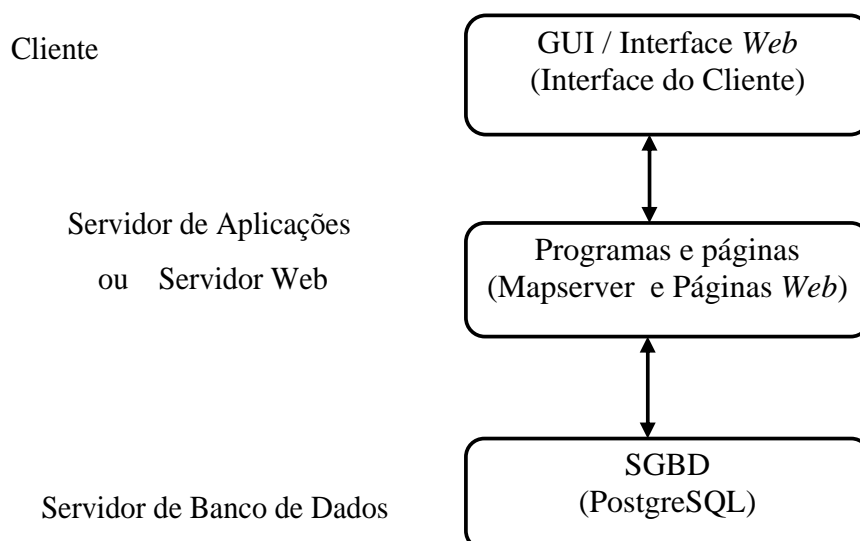 Cliente
GUI / Interface Web
(Interface do Cliente)
Servidor de Aplicações
ou Servidor Web
Programas e páginas
(Mapserver e Páginas Web)
Servidor de Banco de Dados
SGBD
(PostgreSQL)